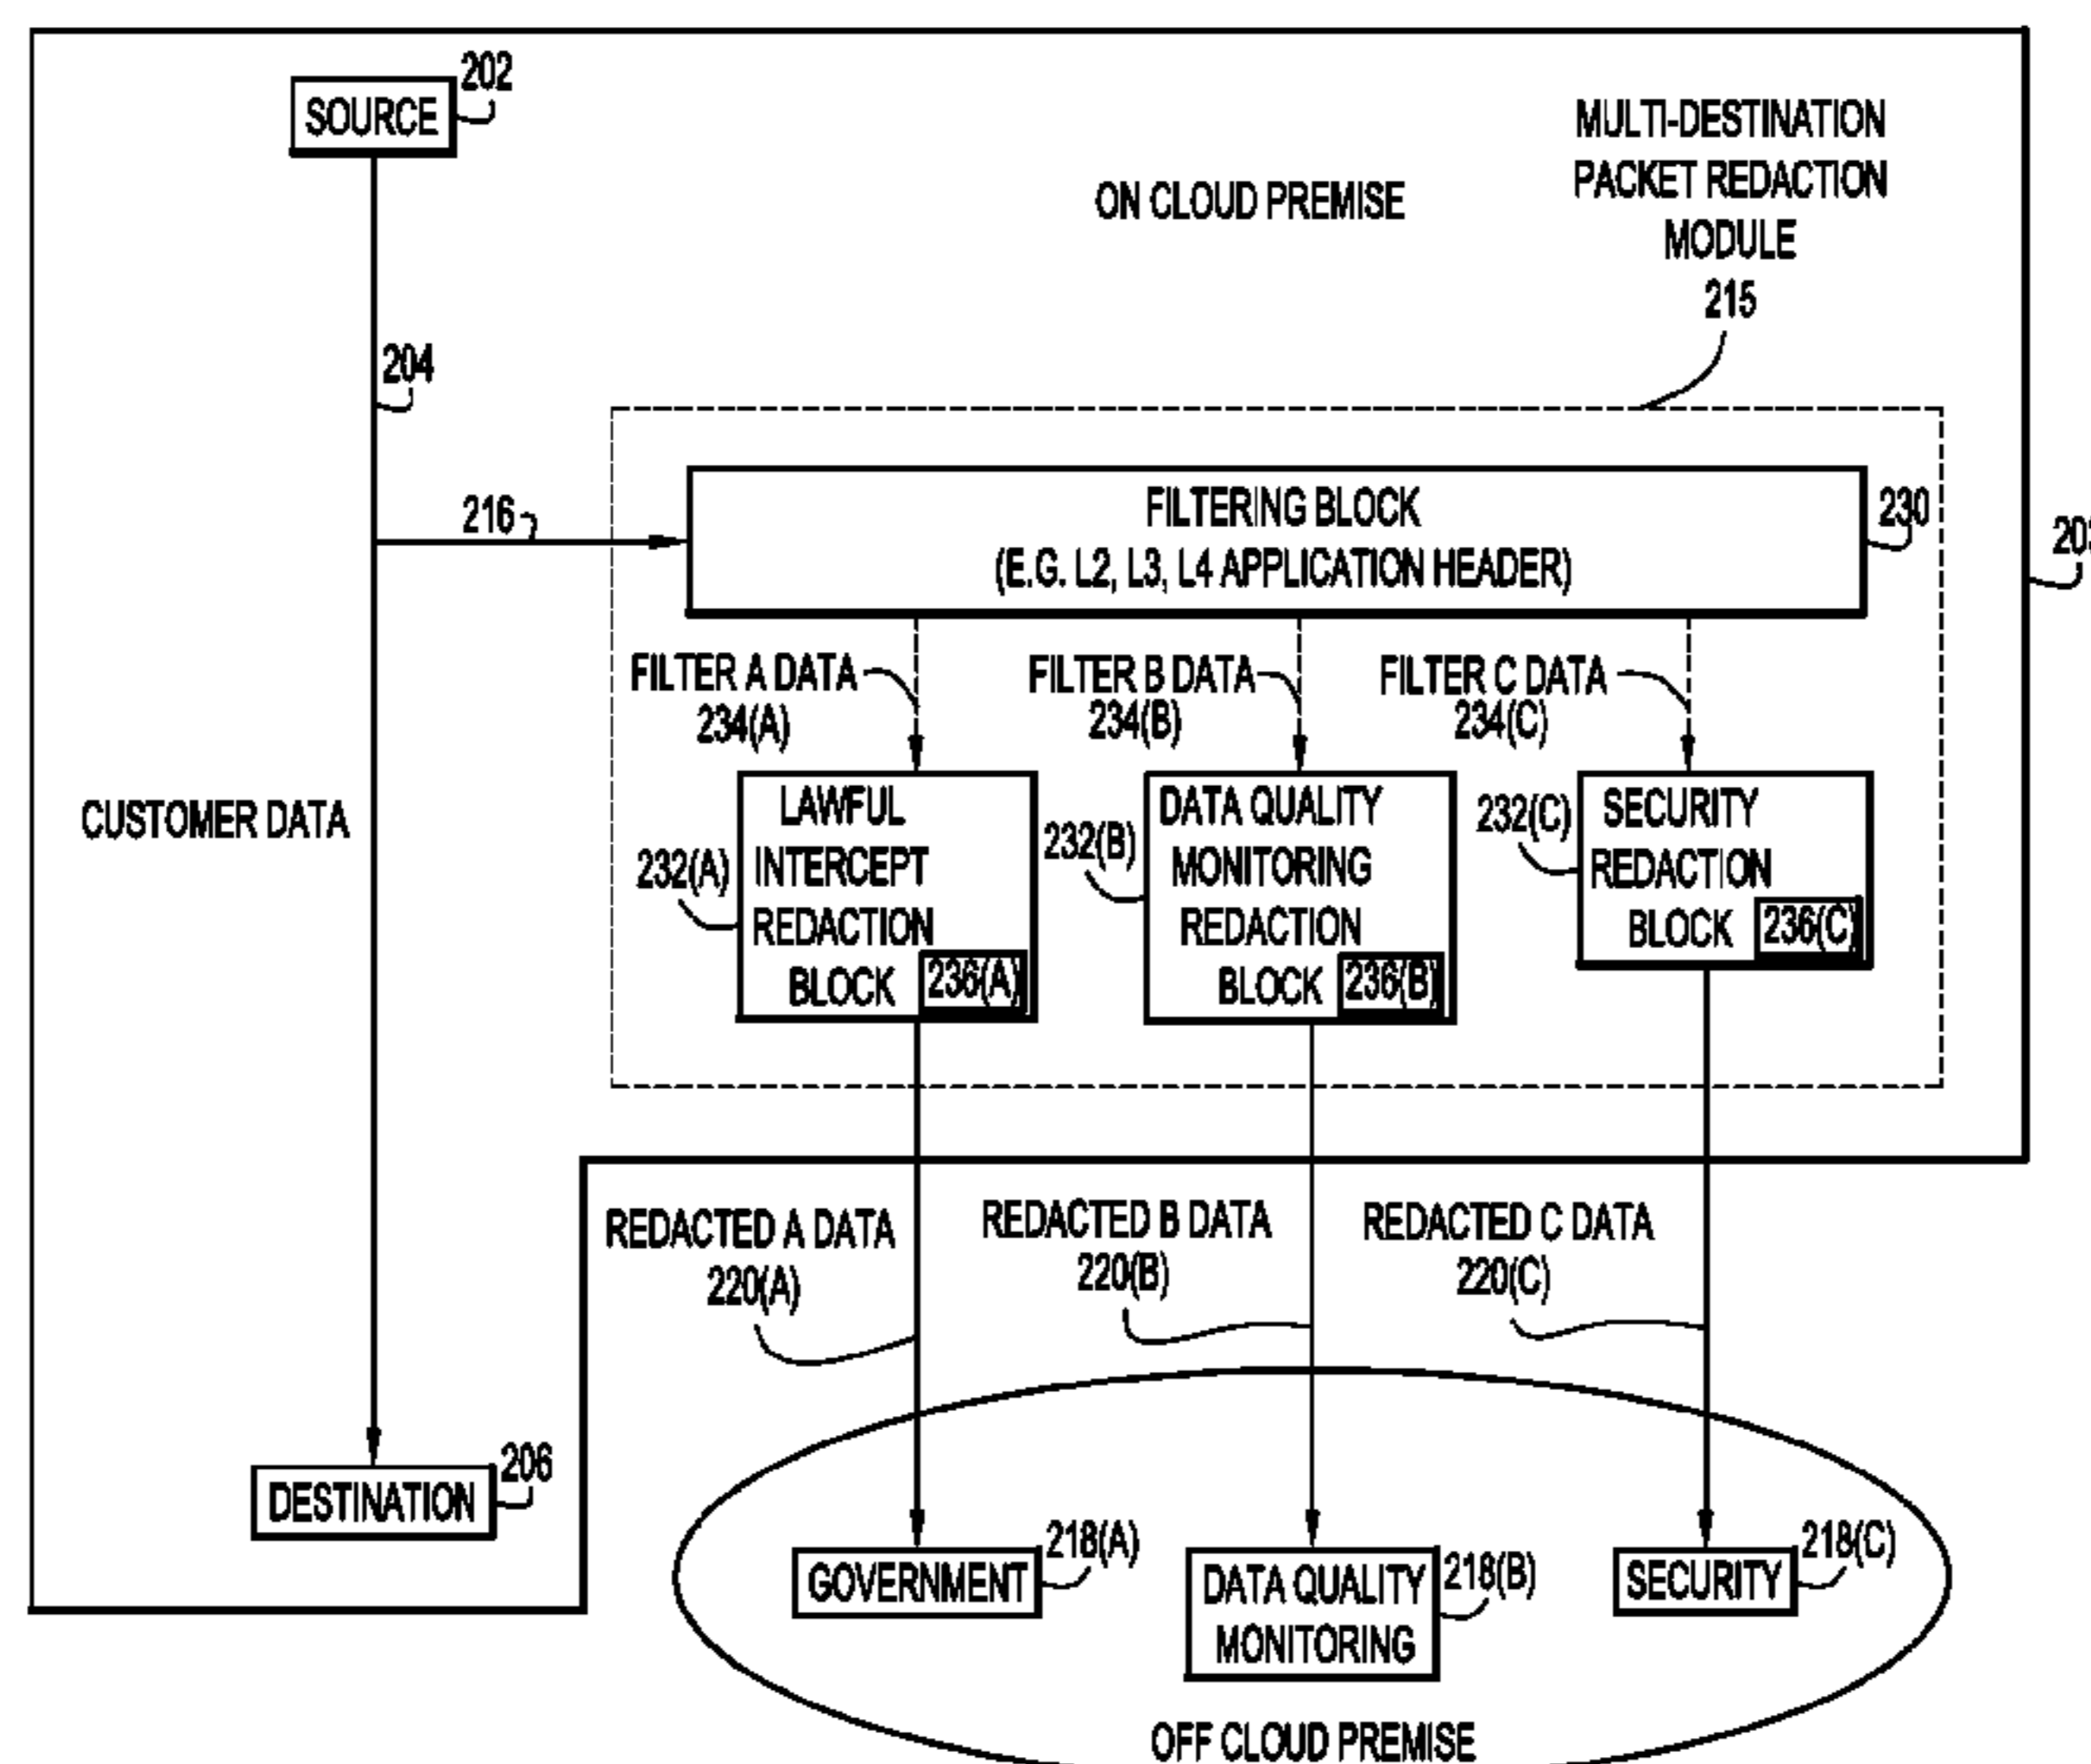 202
SOURCE
MULTI-DESTINATION
PACKET REDACTION
MODULE
215
ON CLOUD PREMISE
204
216
FILTERING BLOCK
(E.G. L2, L3, L4 APPLICATION HEADER)
230
FILTER A DATA
234(A)
FILTER B DATA
234(B)
FILTER C DATA
234(C)
CUSTOMER DATA
232(A)
LAWFUL
INTERCEPT
REDACTION
BLOCK
236(A)
232(B)
DATA QUALITY
MONITORING
REDACTION
BLOCK
236(B)
232(C)
SECURITY
REDACTION
BLOCK
236(C)
REDACTED A DATA
220(A)
REDACTED B DATA
220(B)
REDACTED C DATA
220(C)
DESTINATION
206
GOVERNMENT
218(A)
DATA QUALITY
MONITORING
218(B)
SECURITY
218(C)
OFF CLOUD PREMISE